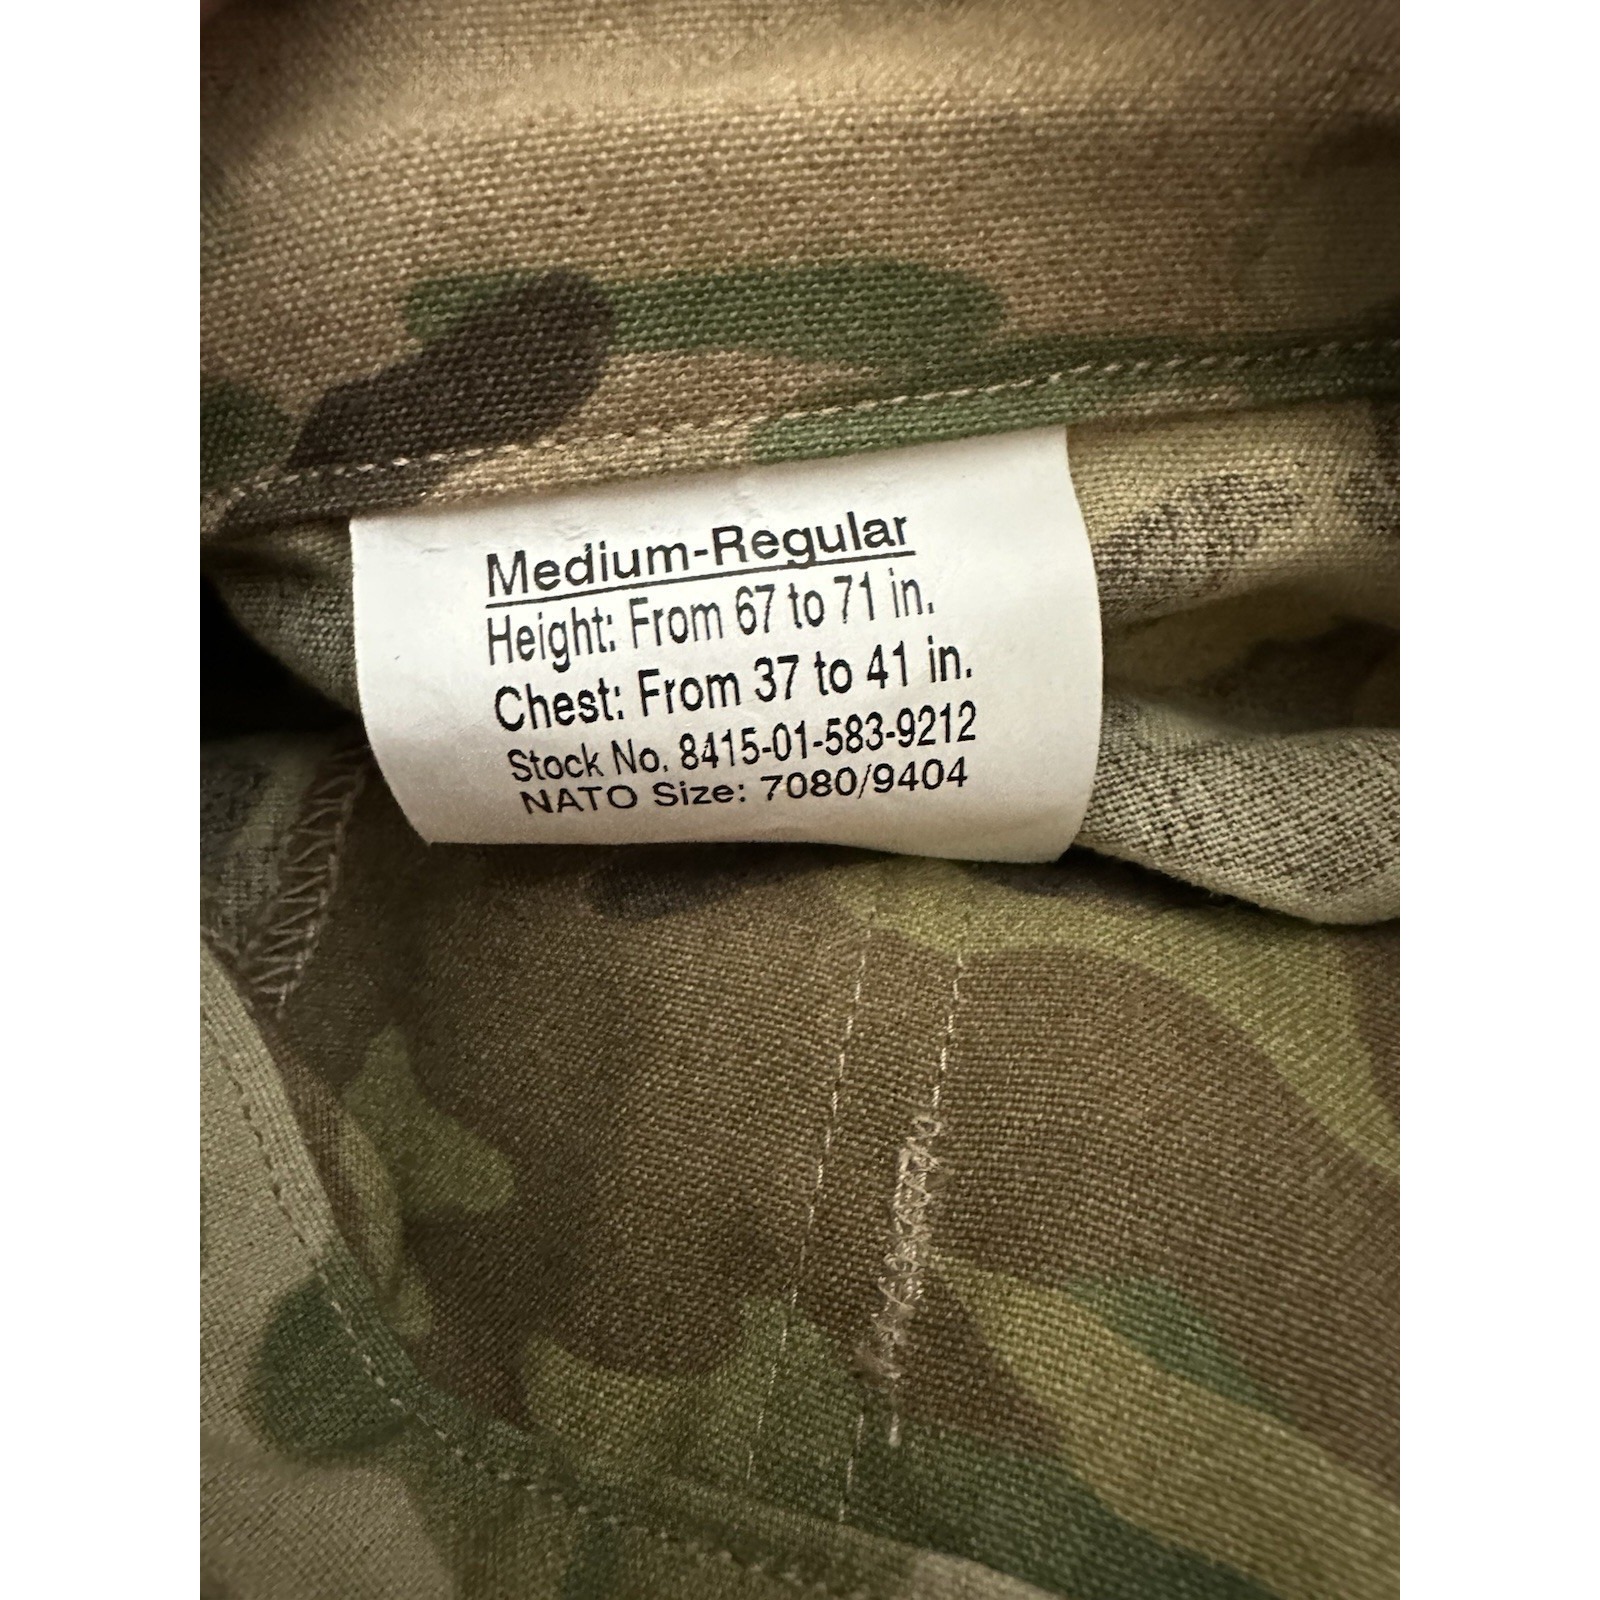 Medium-Regular
Height: From 67 to 71 in.
Chest: From 37 to 41 in.
Stock No. 8415-01-583-9212
NATO Size: 7080/9404